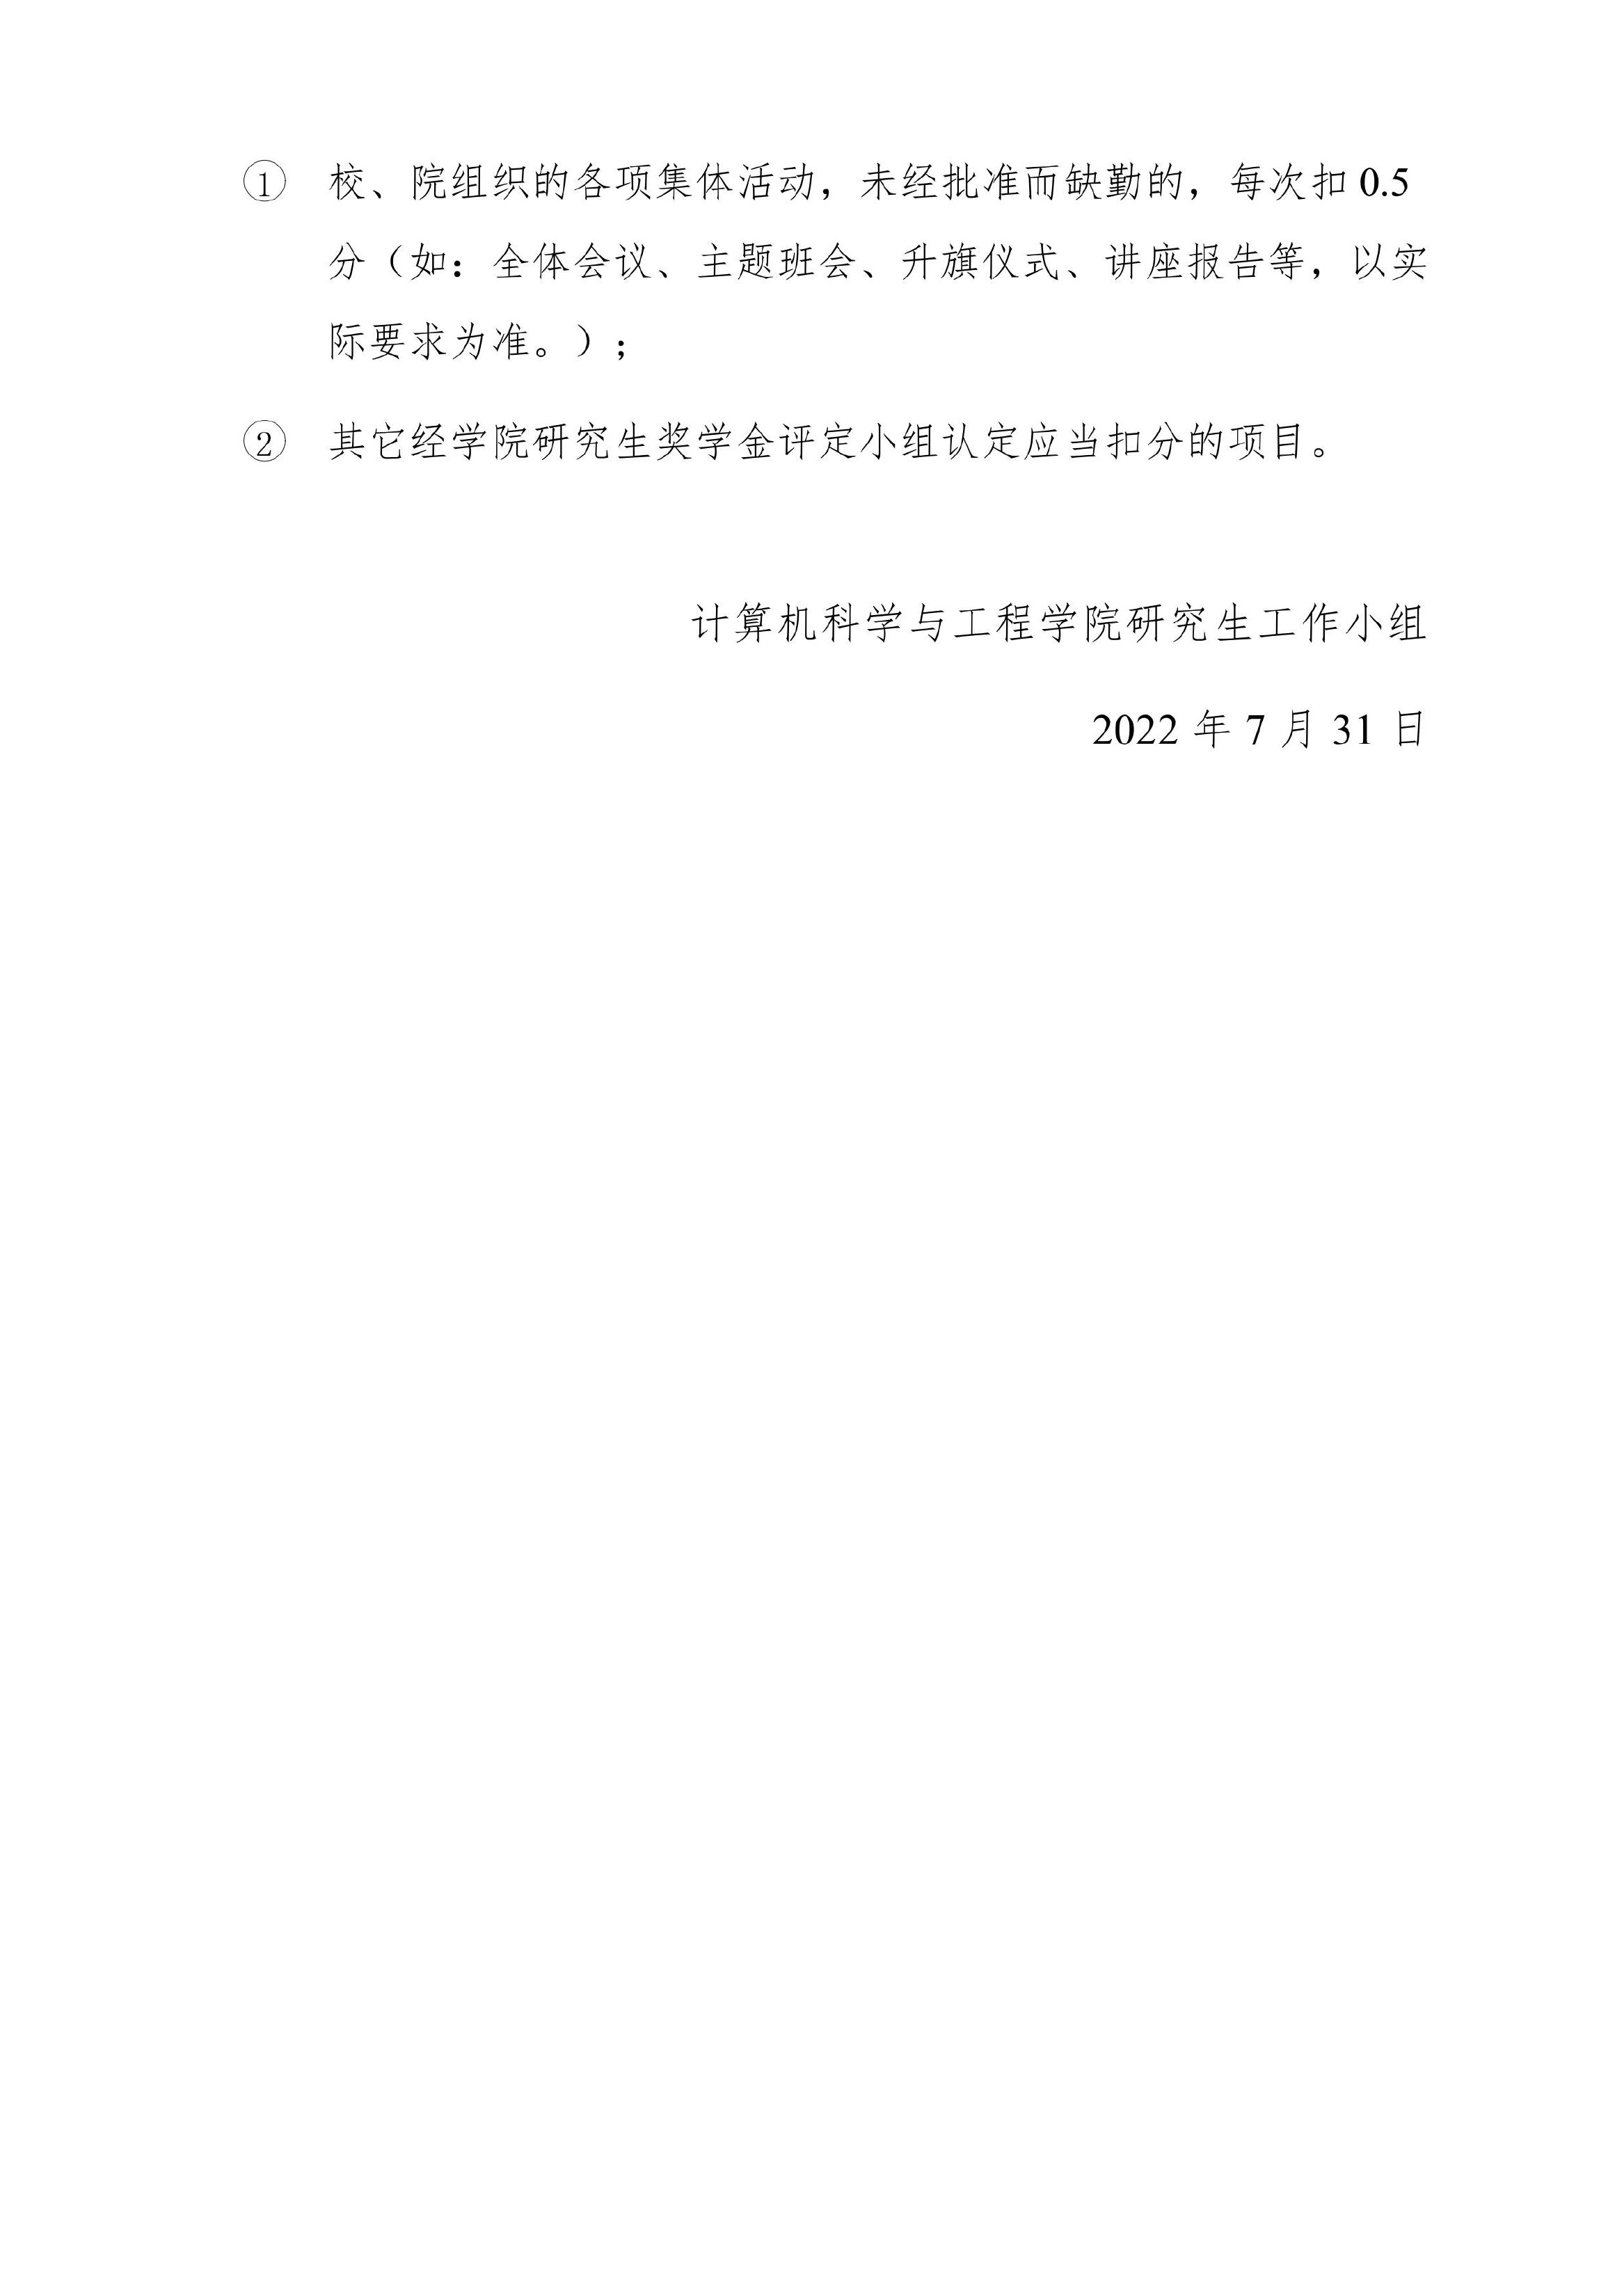 ① 校、院组织的各项集体活动，未经批准而缺勤的，每次扣 0.5
分（如：全体会议、主题班会、升旗仪式、讲座报告等，以实
际要求为准。）；
② 其它经学院研究生奖学金评定小组认定应当扣分的项目。
计算机科学与工程学院研究生工作小组
2022 年 7 月 31 日